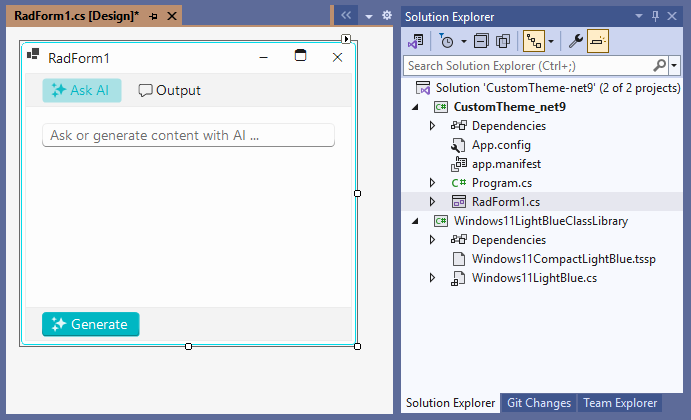 RadForm1.cs [Design]*
RadForm1
Ask AI
Output
Ask or generate content with AI ...
Generate
Solution Explorer
Search Solution Explorer (Ctrl+;)
Solution 'CustomTheme-net9' (2 of 2 projects)
C# CustomTheme_net9
Dependencies
App.config
app.manifest
C# Program.cs
RadForm1.cs
C# Windows11LightBlueClassLibrary
Dependencies
Windows11CompactLightBlue.tssp
Windows11LightBlue.cs
Solution Explorer Git Changes Team Explorer